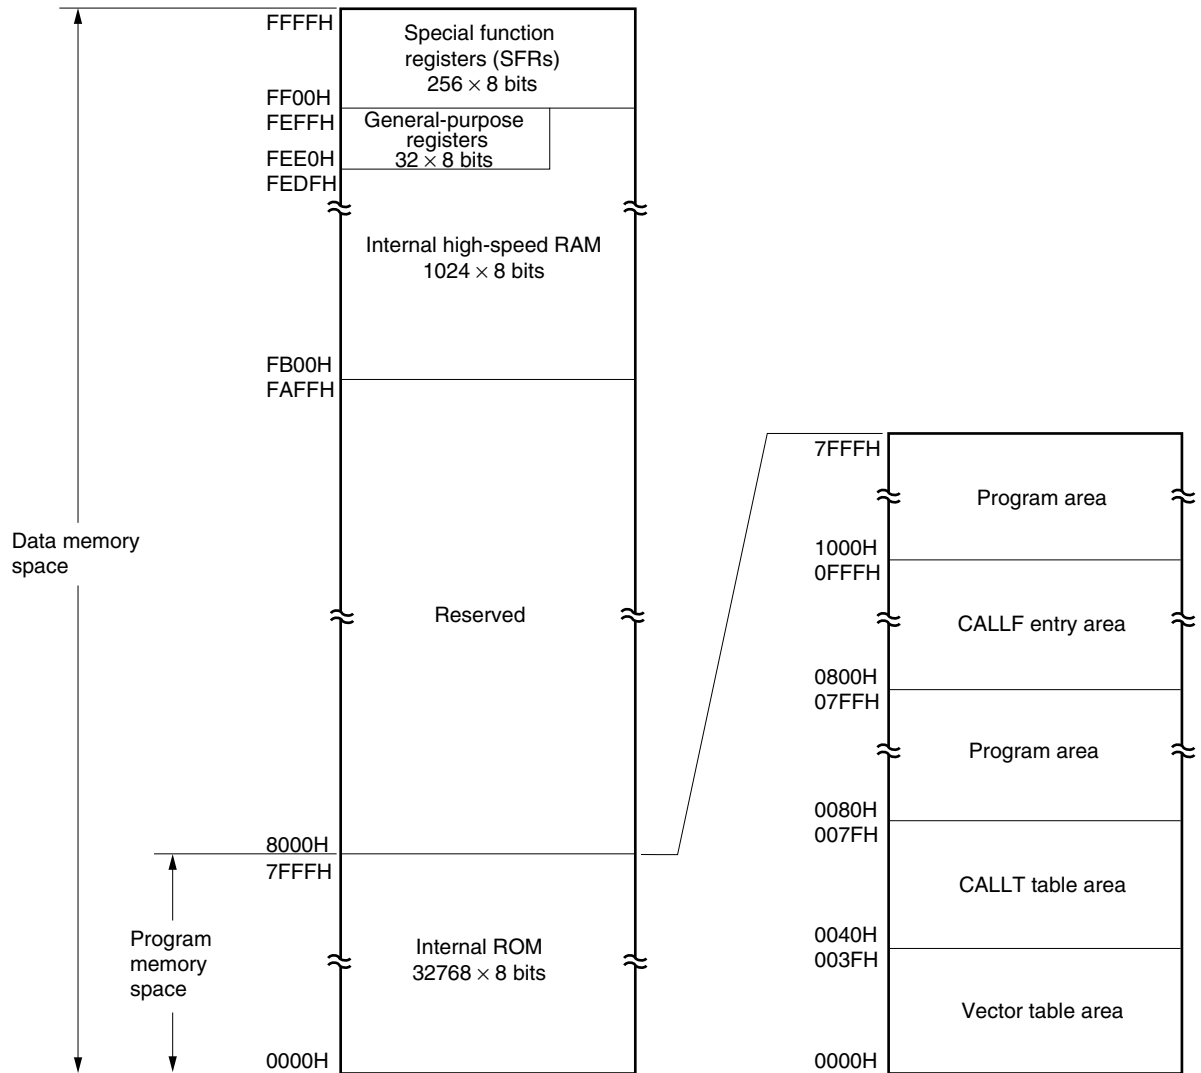 FFFFH
Special function
registers (SFRs)
256 × 8 bits
FF00H
FEFFH
General-purpose
registers
32 × 8 bits
FEE0H
FEDFH
Internal high-speed RAM
1024 × 8 bits
FB00H
FAFFH
Data memory
space
Reserved
8000H
7FFFH
Program
memory
space
Internal ROM
32768 × 8 bits
0000H
7FFFH
Program area
1000H
0FFFH
CALLF entry area
0800H
07FFH
Program area
0080H
007FH
CALLT table area
0040H
003FH
Vector table area
0000H